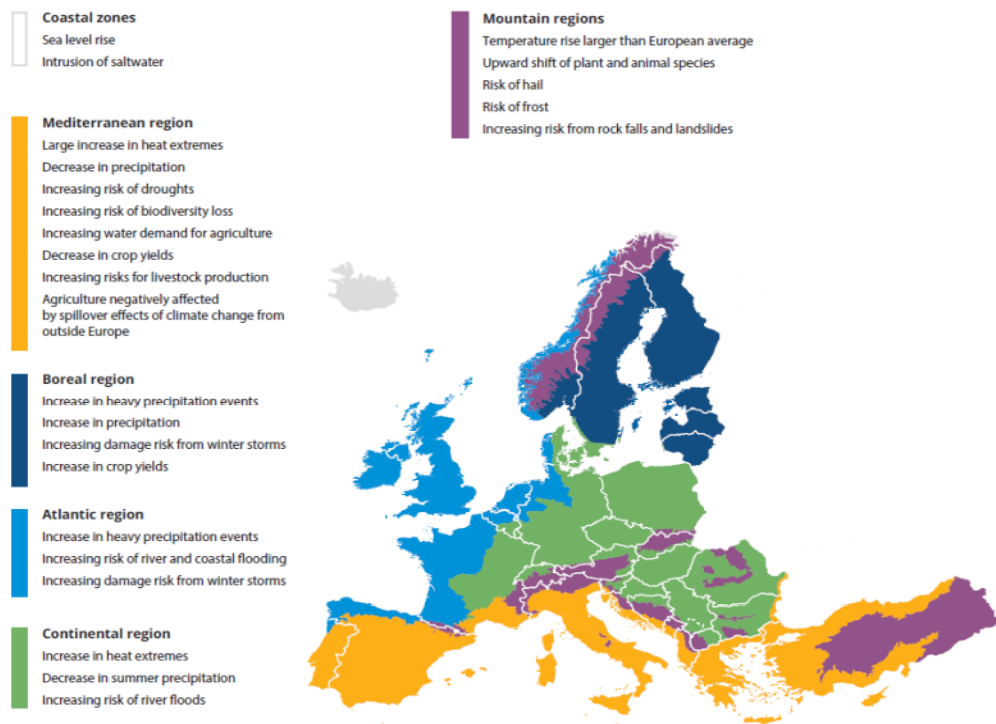 Coastal zones
Sea level rise
Intrusion of saltwater
Mediterranean region
Large increase in heat extremes
Decrease in precipitation
Increasing risk of droughts
Increasing risk of biodiversity loss
Increasing water demand for agriculture
Decrease in crop yields
Increasing risks for livestock production
Agriculture negatively affected
by spillover effects of climate change from
outside Europe
Boreal region
Increase in heavy precipitation events
Increase in precipitation
Increasing damage risk from winter storms
Increase in crop yields
Atlantic region
Increase in heavy precipitation events
Increasing risk of river and coastal flooding
Increasing damage risk from winter storms
Continental region
Increase in heat extremes
Decrease in summer precipitation
Increasing risk of river floods
Mountain regions
Temperature rise larger than European average
Upward shift of plant and animal species
Risk of hail
Risk of frost
Increasing risk from rock falls and landslides